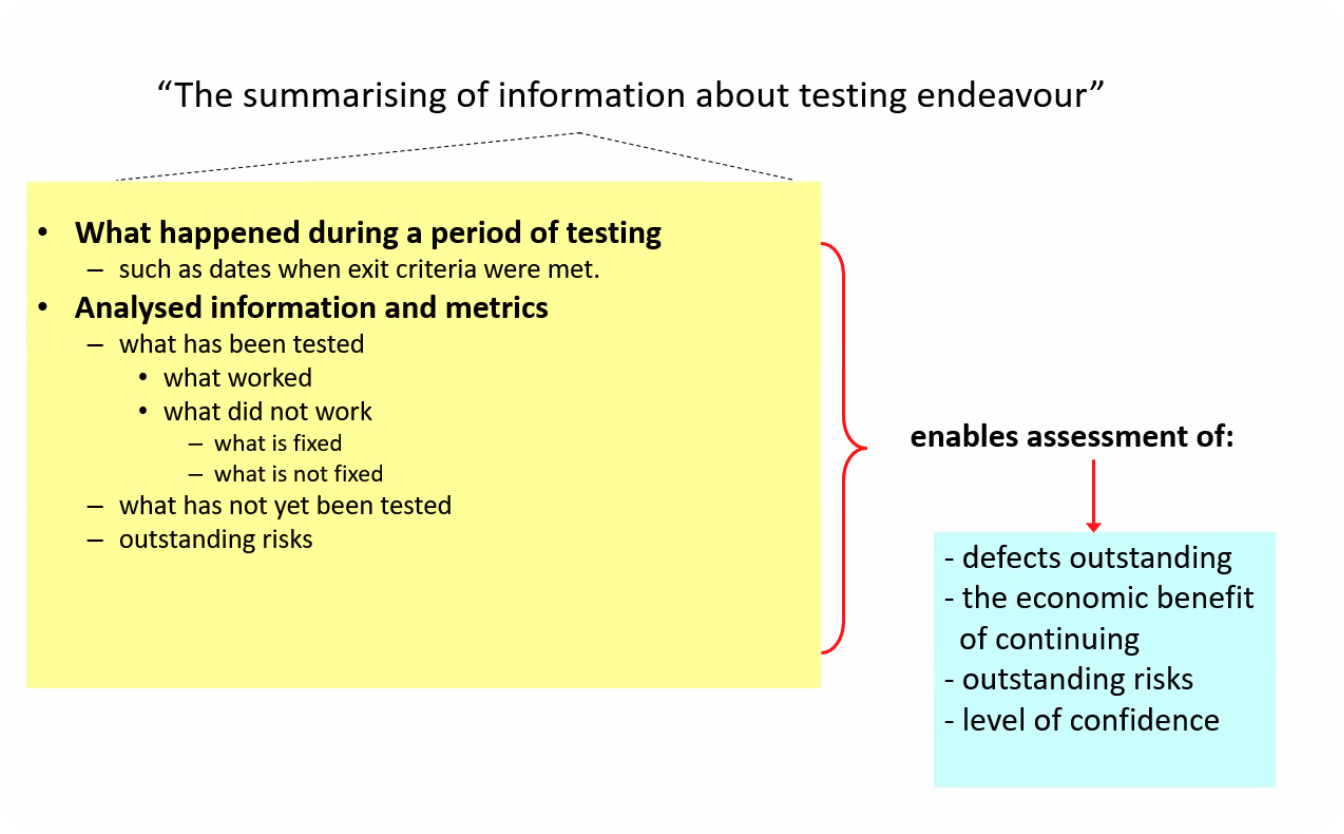 “The summarising of information about testing endeavour”
• What happened during a period of testing
– such as dates when exit criteria were met.
• Analysed information and metrics
– what has been tested
• what worked
• what did not work
– what is fixed
– what is not fixed
– what has not yet been tested
– outstanding risks
enables assessment of:
- defects outstanding
- the economic benefit
of continuing
- outstanding risks
- level of confidence